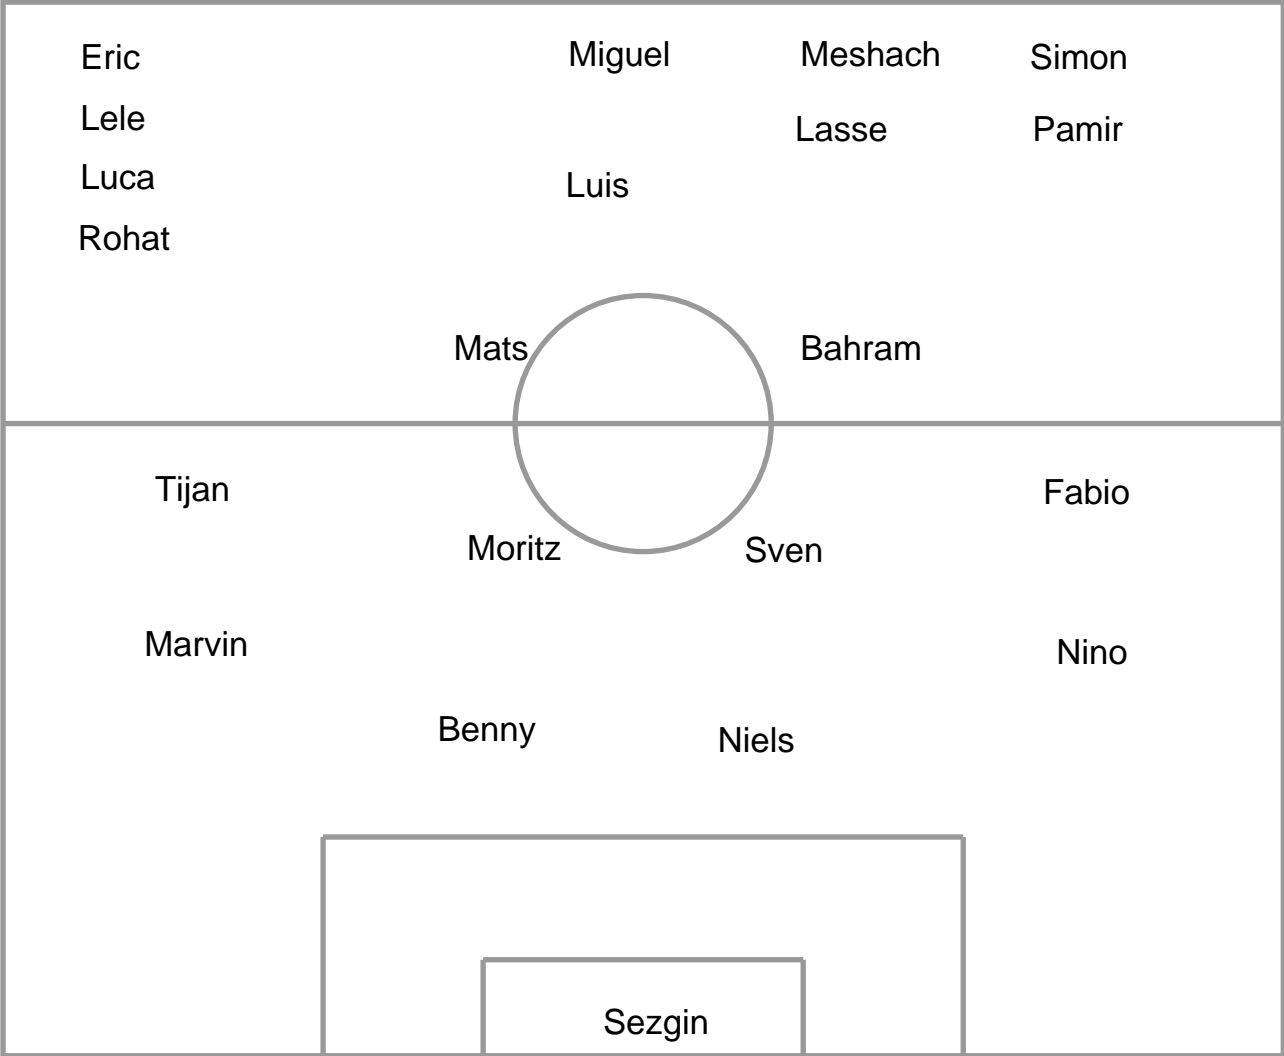 Eric
Miguel
Meshach
Simon
Lele
Lasse
Pamir
Luca
Luis
Rohat
Mats
Bahram
Tijan
Fabio
Moritz
Sven
Marvin
Nino
Benny
Niels
Sezgin